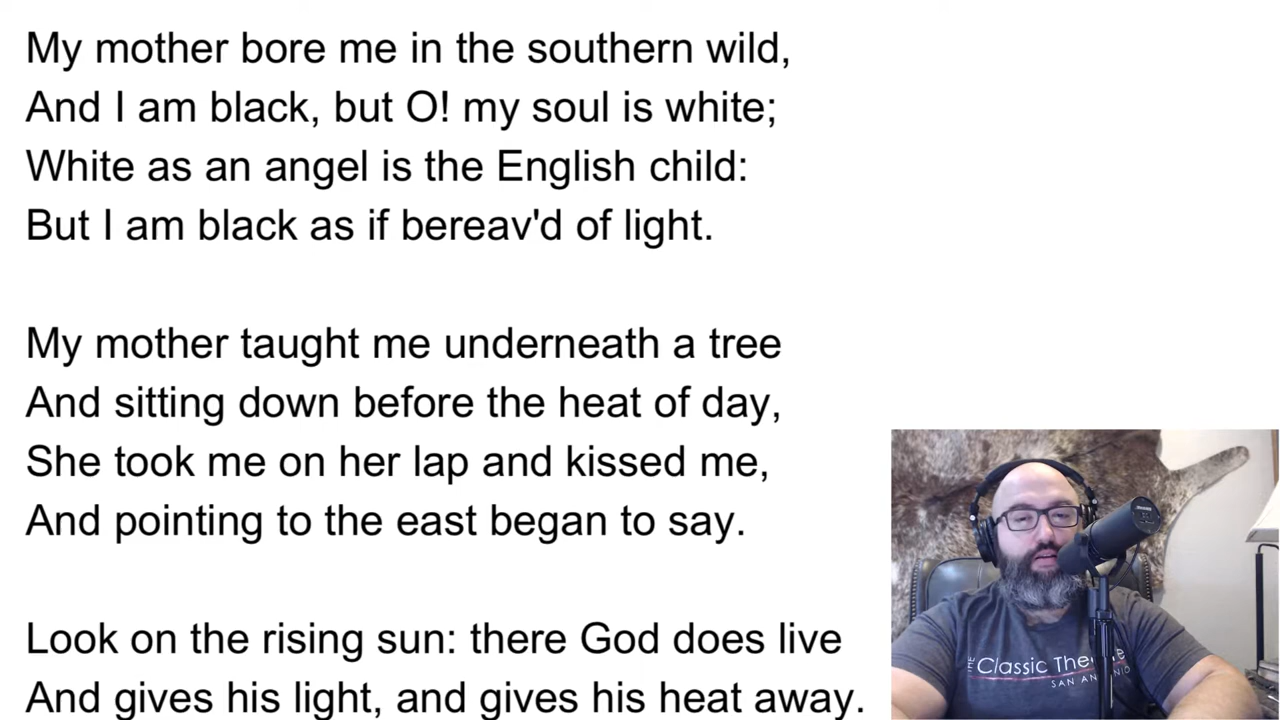 My mother bore me in the southern wild,
And I am black, but O! my soul is white;
White as an angel is the English child:
But I am black as if bereav'd of light.
My mother taught me underneath a tree
And sitting down before the heat of day,
She took me on her lap and kissed me,
And pointing to the east began to say.
Look on the rising sun: there God does live
And gives his light, and gives his heat away.
THE
Classic
SAN